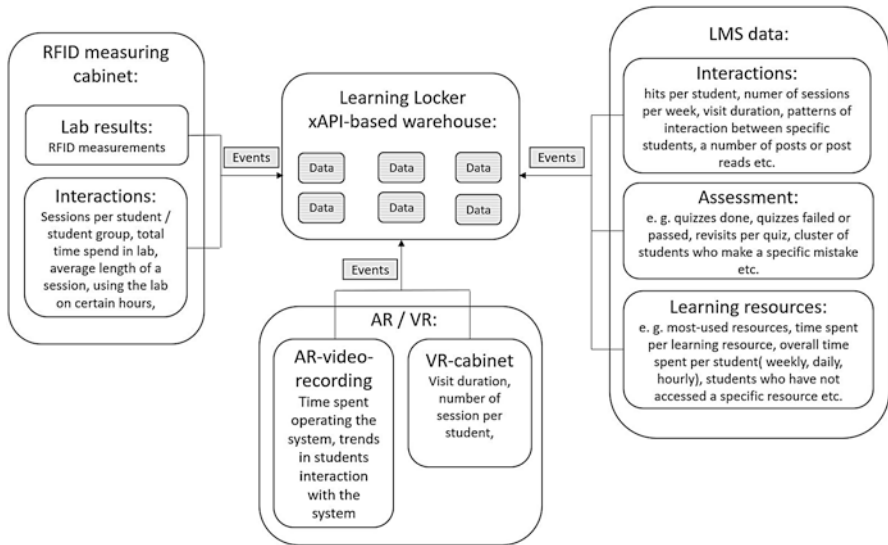 RFID measuring
cabinet:
Lab results:
RFID measurements
Interactions:
Sessions per student /
student group, total
time spend in lab,
average length of a
session, using the lab
on certain hours,
Events
Learning Locker
xAPI-based warehouse:
Data
Data
Data
Data
Data
Data
Events
Events
AR / VR:
AR-video-
recording
Time spent
operating the
system, trends
in students
interaction
with the
system
VR-cabinet
Visit duration,
number of
session per
student,
LMS data:
Interactions:
hits per student, numer of sessions
per week, visit duration, patterns of
interaction between specific
students, a number of posts or post
reads etc.
Assessment:
e. g. quizzes done, quizzes failed or
passed, revisits per quiz, cluster of
students who make a specific mistake
etc.
Learning resources:
e. g. most-used resources, time spent
per learning resource, overall time
spent per student( weekly, daily,
hourly), students who have not
accessed a specific resource etc.